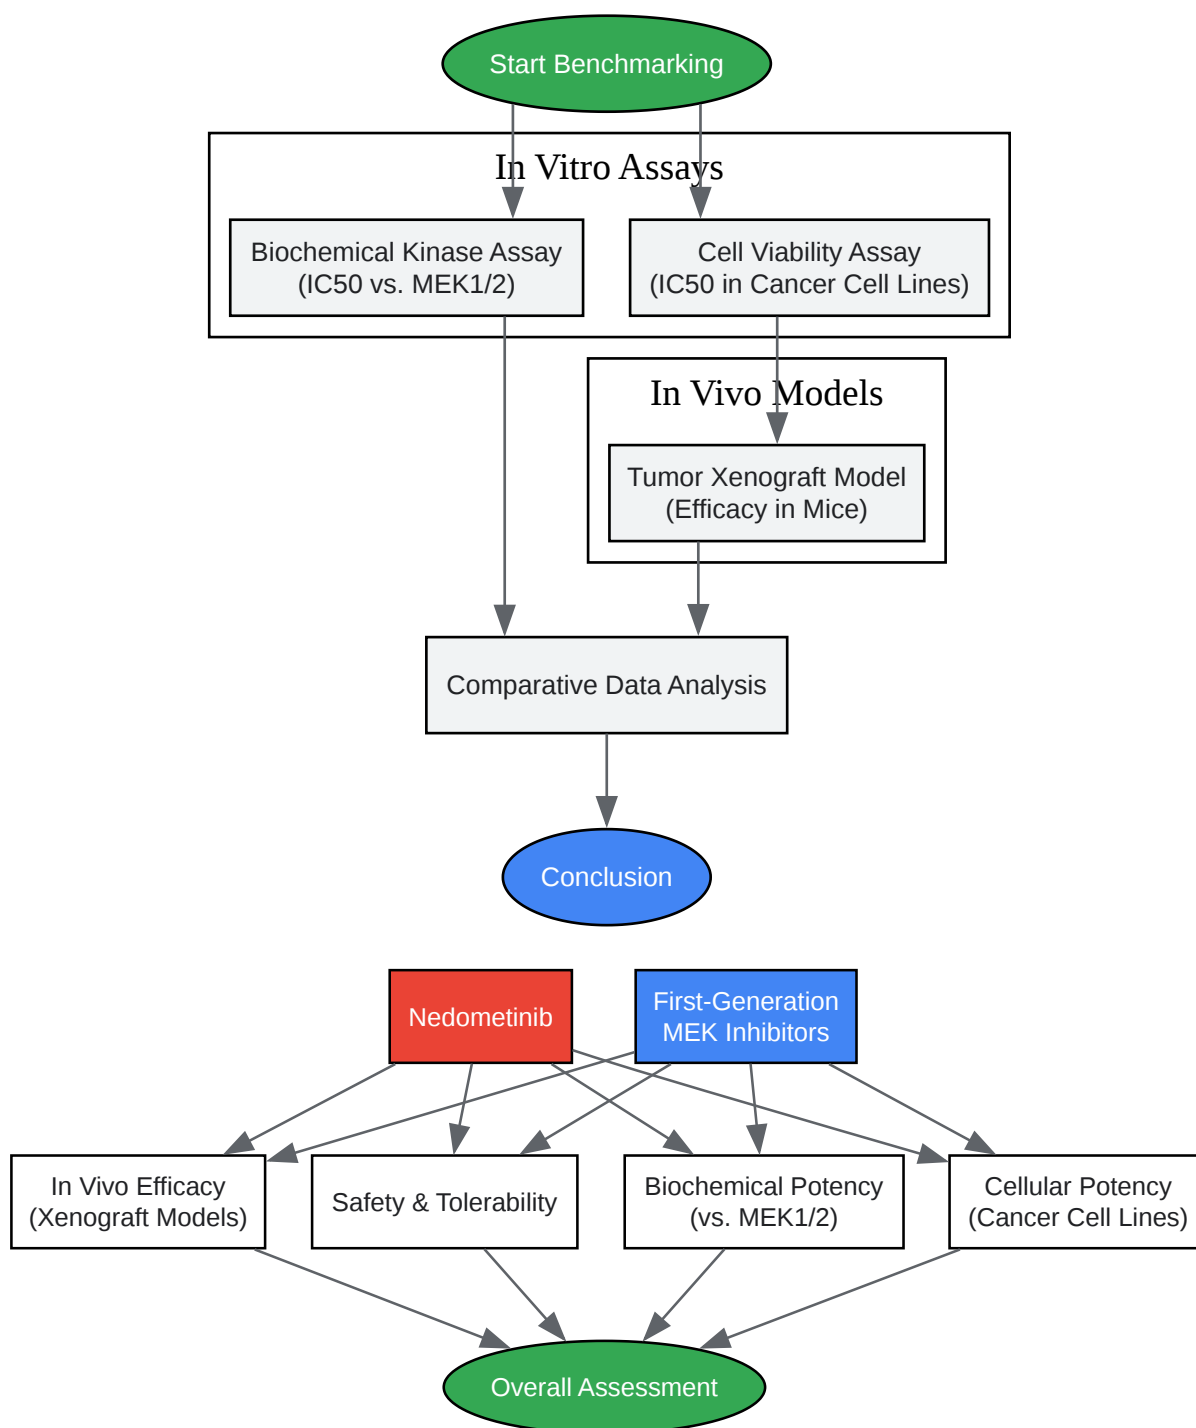 Start Benchmarking
In Vitro Assays
Biochemical Kinase Assay
(IC50 vs. MEK1/2)
Cell Viability Assay
(IC50 in Cancer Cell Lines)
In Vivo Models
Tumor Xenograft Model
(Efficacy in Mice)
Comparative Data Analysis
Conclusion
Nedometinib
First-Generation
MEK Inhibitors
In Vivo Efficacy
(Xenograft Models)
Safety & Tolerability
Biochemical Potency
(vs. MEK1/2)
Cellular Potency
(Cancer Cell Lines)
Overall Assessment